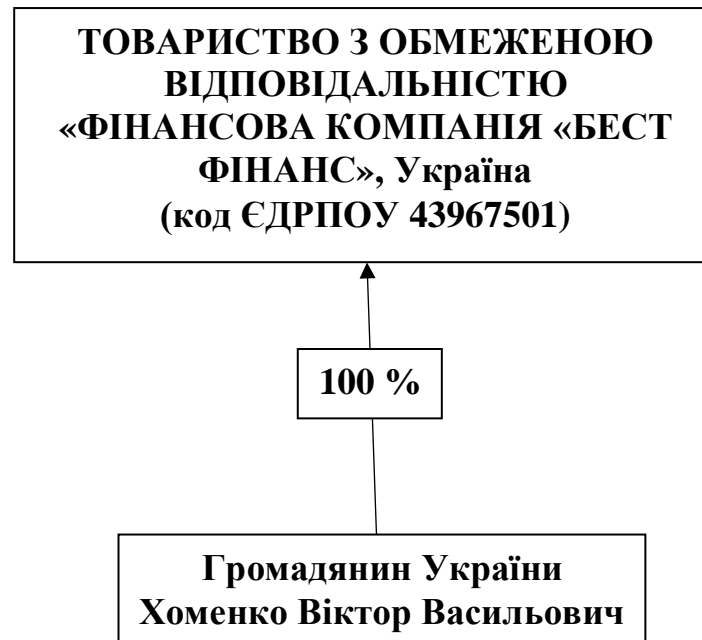 ТОВАРИСТВО З ОБМЕЖЕНОЮ
ВІДПОВІДАЛЬНІСТЮ
«ФІНАНСОВА КОМПАНІЯ «БЕСТ
ФІНАНС», Україна
(код ЄДРПОУ 43967501)
100 %
Громадянин України
Хоменко Віктор Васильович